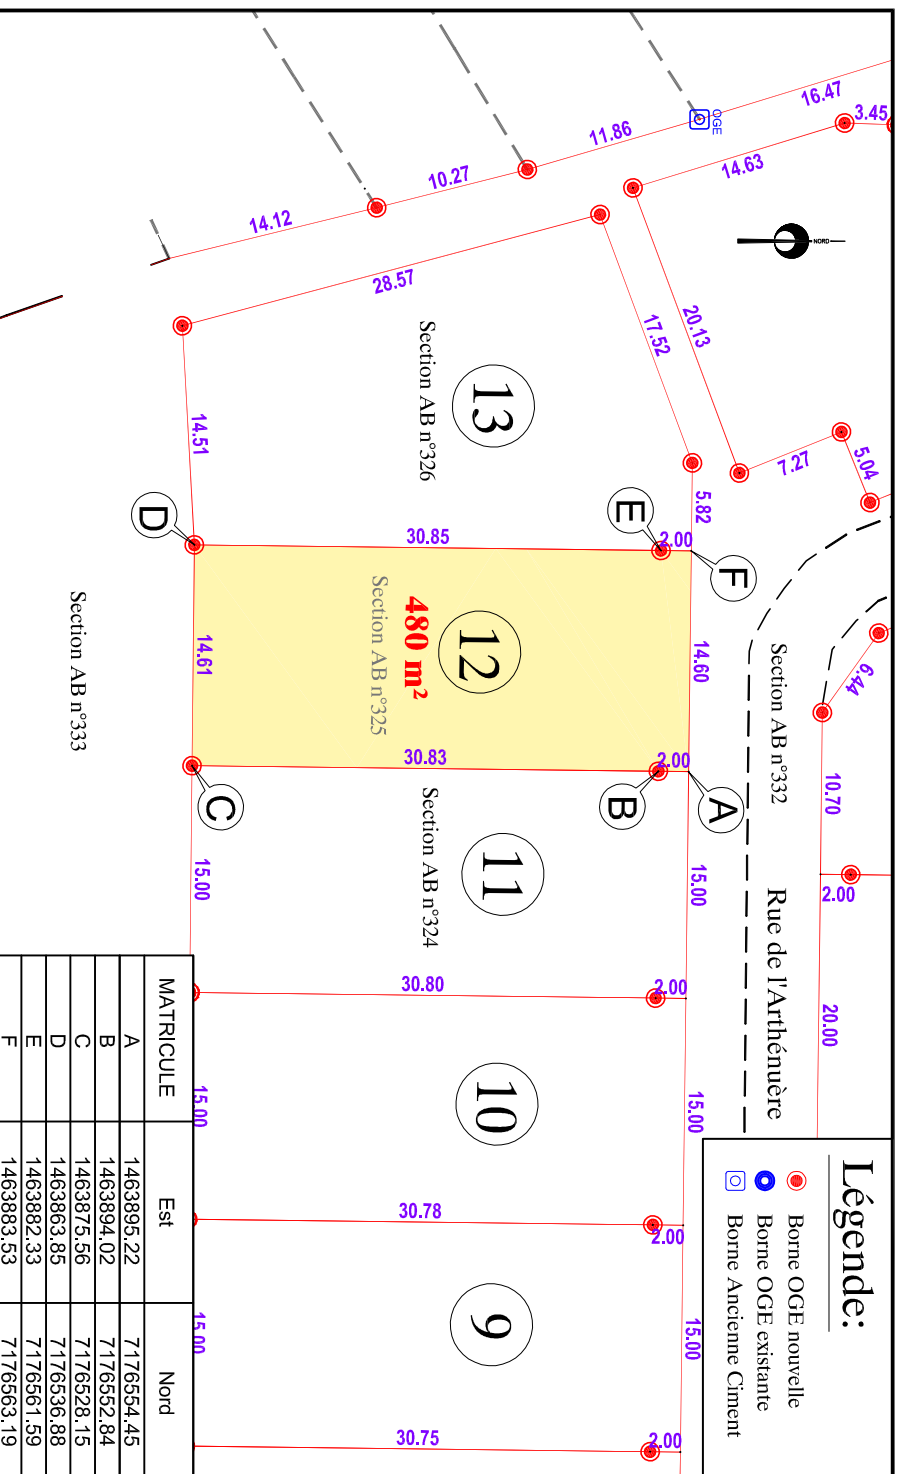 OGE
16.47
3.45
11.86
14.63
10.27
14.12
28.57
NORD
20.13
17.52
7.27
5.04
5.82
14.51
13
Section AB n°326
D
E
F
30.85
2.00
12
480 m²
Section AB n°325
14.61
14.60
Section AB n°333
Section AB n°332
6.44
10.70
30.83
2.00
A
B
C
11
Section AB n°324
15.00
15.00
2.00
Rue de l'Arthénuère
20.00
30.80
2.00
10
15.00
15.00
30.78
2.00
9
15.00
15.00
30.75
2.00
Légende:
Borne OGE nouvelle
Borne OGE existante
Borne Ancienne Ciment
MATRICULE Est Nord
A 1463895.22 7176554.45
B 1463894.02 7176552.84
C 1463875.56 7176528.15
D 1463863.85 7176536.88
E 1463882.33 7176561.59
F 1463883.53 7176563.19